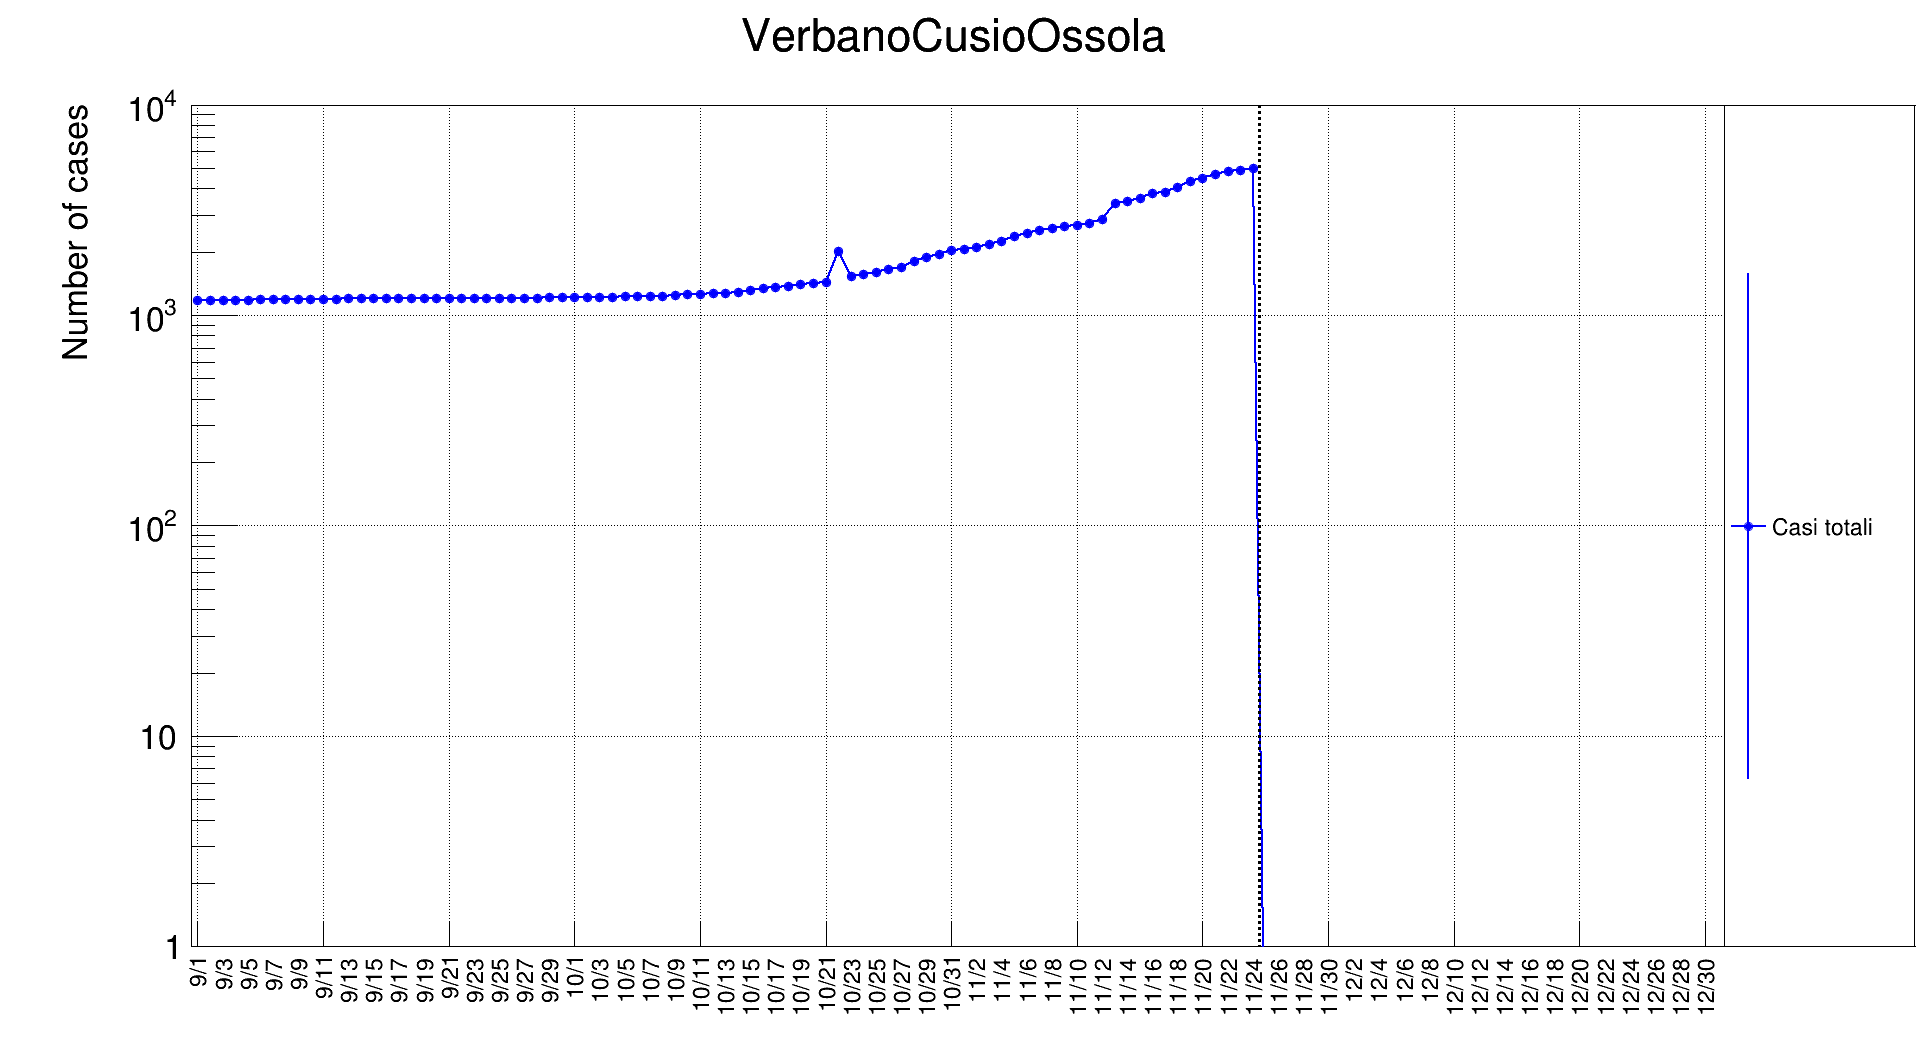 VerbanoCusioOssola
Number of cases
10^4
10^3
10^2
10
1
9/1 9/3 9/5 9/7 9/9 9/11 9/13 9/15 9/17 9/19 9/21 9/23 9/25 9/27 9/29 10/1 10/3 10/5 10/7 10/9 10/11 10/13 10/15 10/17 10/19 10/21 10/23 10/25 10/27 10/29 10/31 11/2 11/4 11/6 11/8 11/10 11/12 11/14 11/16 11/18 11/20 11/22 11/24 11/26 11/28 11/30 12/2 12/4 12/6 12/8 12/10 12/12 12/14 12/16 12/18 12/20 12/22 12/24 12/26 12/28 12/30
Casi totali